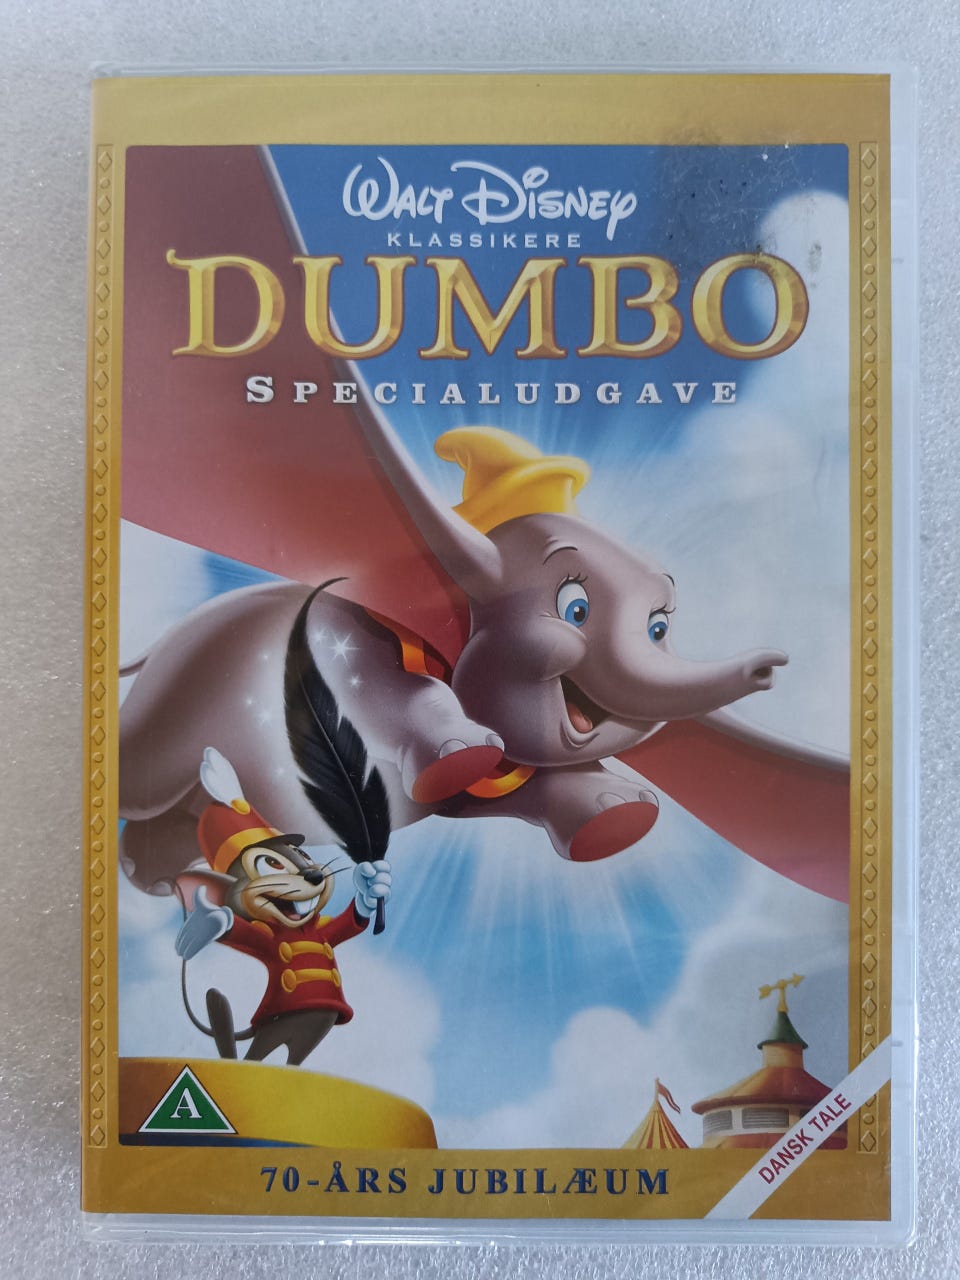 WALT DISNEY
KLASSIKERE
DUMBO
SPECIALUDGAVE
A
70-ÅRS JUBILÆUM
DANSK TALE